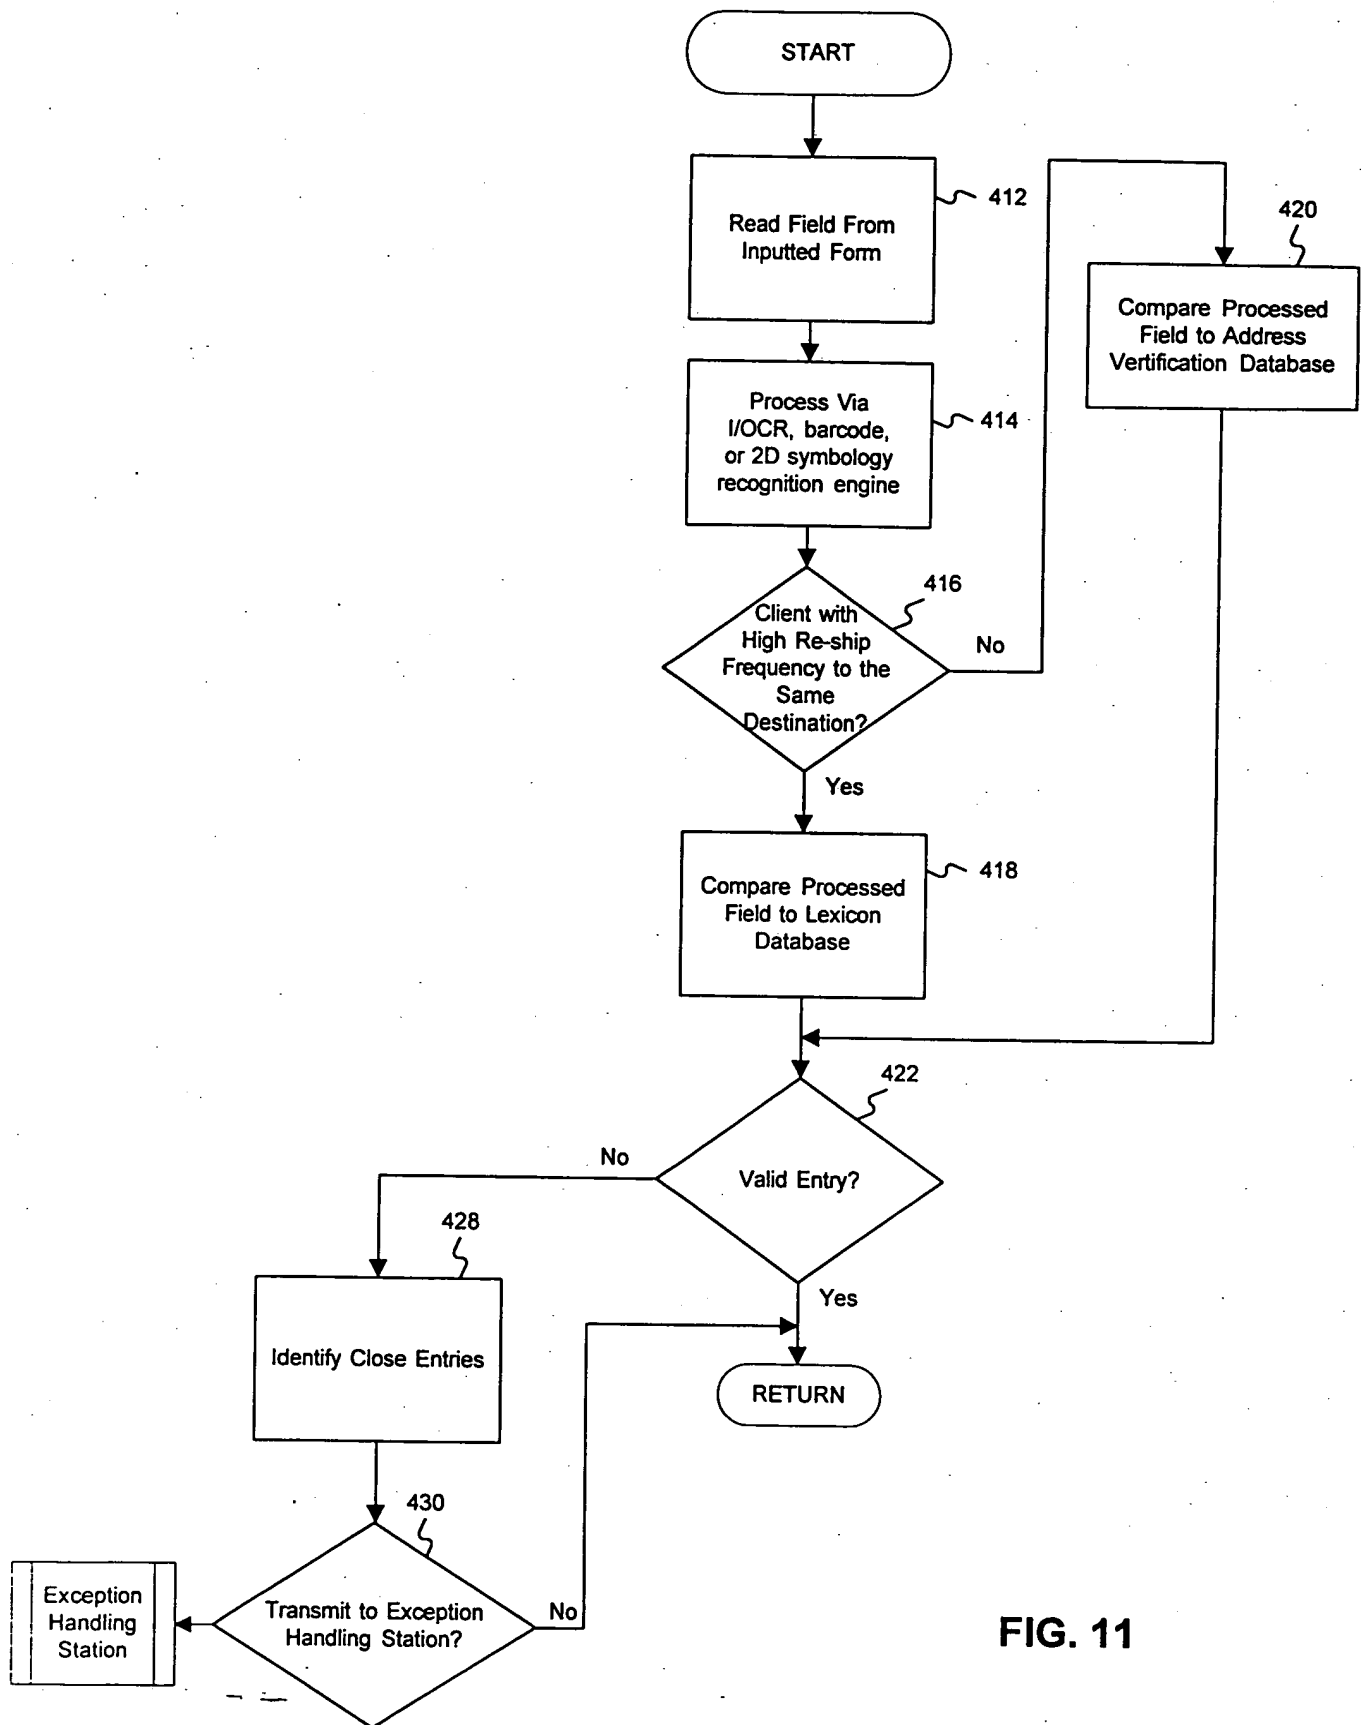 START
412
Read Field From
Inputted Form
420
Compare Processed
Field to Address
Vertification Database
Process Via
I/OCR, barcode,
or 2D symbology
recognition engine
414
416
Client with
High Re-ship
Frequency to the
Same
Destination?
No
Yes
418
Compare Processed
Field to Lexicon
Database
422
Valid Entry?
No
Yes
428
Identify Close Entries
RETURN
430
Transmit to Exception
Handling Station?
No
Exception
Handling
Station
FIG. 11